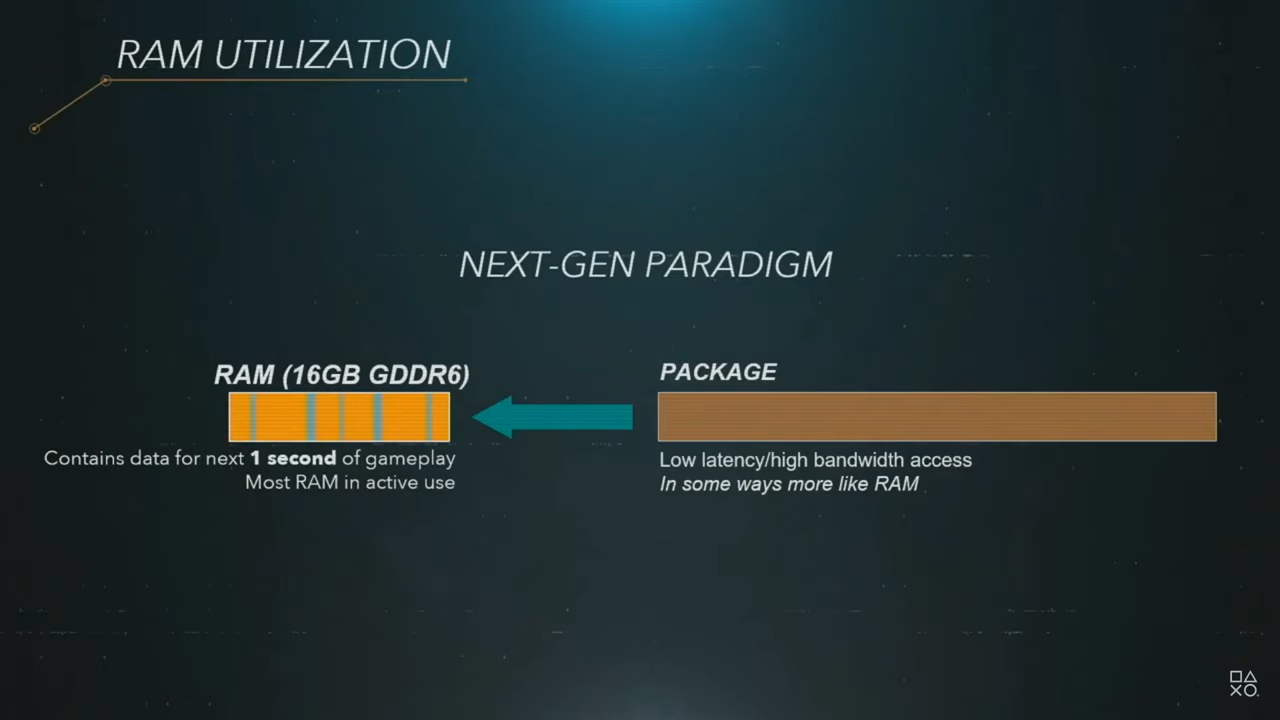 RAM UTILIZATION
NEXT-GEN PARADIGM
RAM (16GB GDDR6)
Contains data for next 1 second of gameplay
Most RAM in active use
PACKAGE
Low latency/high bandwidth access
In some ways more like RAM